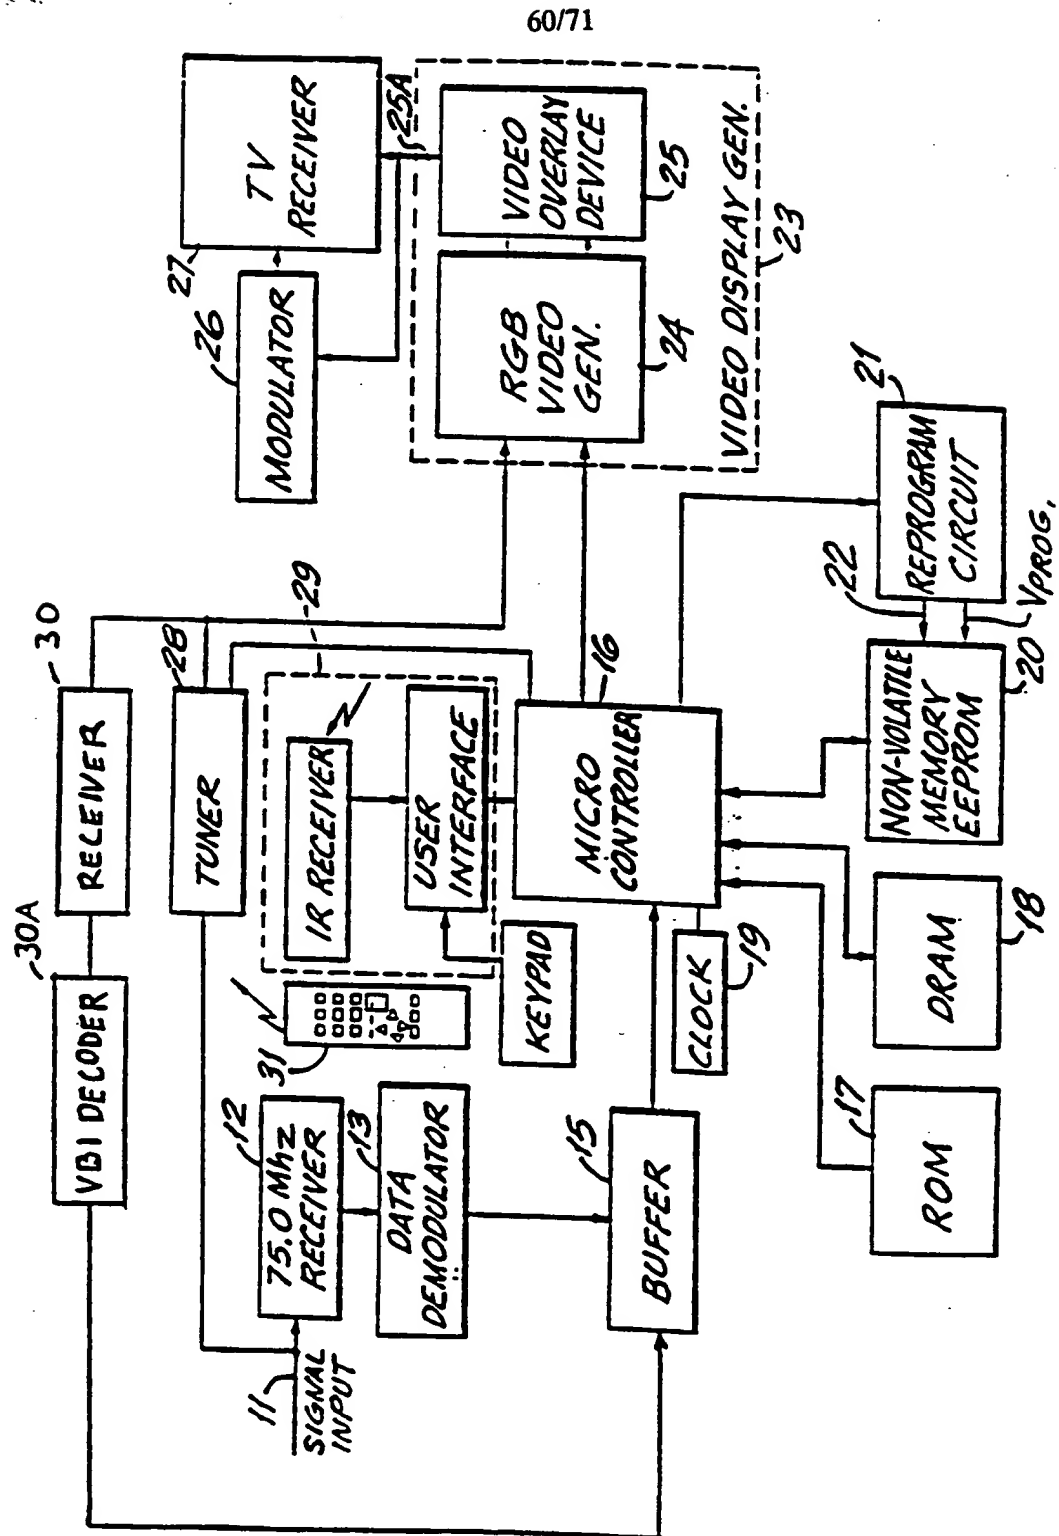 60/71
30A
VBI DECODER
30
RECEIVER
28
TUNER
11
SIGNAL
INPUT
12
75.0 Mhz
RECEIVER
13
DATA
DEMODULATOR
31
29
IR RECEIVER
USER
INTERFACE
KEYPAD
26
MODULATOR
27
TV
RECEIVER
25A
VIDEO
OVERLAY
DEVICE
25
RGB
VIDEO
GEN.
24
VIDEO DISPLAY GEN.
23
15
BUFFER
CLOCK
19
MICRO
CONTROLLER
16
17
ROM
DRAM
18
NON-VOLATILE
MEMORY
EEPROM
20
22
VPROG.
21
REPROGRAM
CIRCUIT